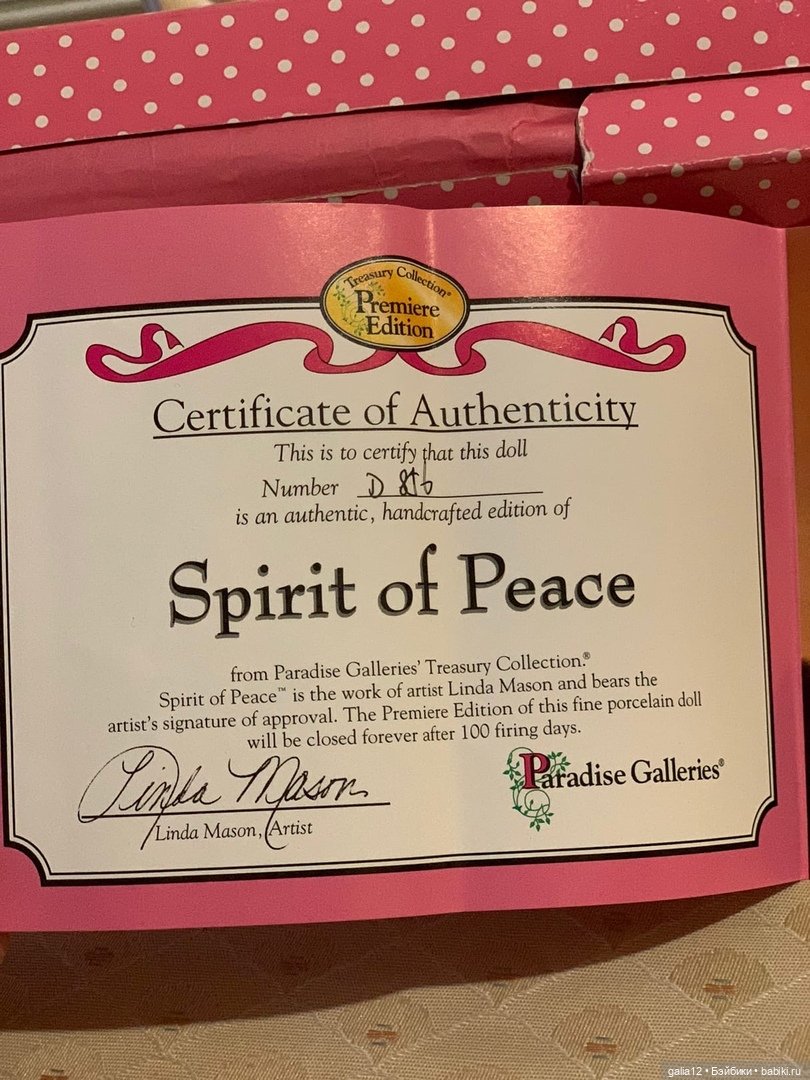 Treasury Collection®
Premiere
Edition
Certificate of Authenticity
This is to certify that this doll
Number D
is an authentic, handcrafted edition of
Spirit of Peace
from Paradise Galleries' Treasury Collection.®
Spirit of Peace™ is the work of artist Linda Mason and bears the
artist's signature of approval. The Premiere Edition of this fine porcelain doll
will be closed forever after 100 firing days.
Linda Mason
Linda Mason, Artist
Paradise Galleries®
galia12 • Бэйбики • babiki.ru